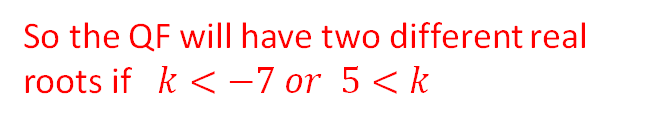 So the QF will have two different real
roots if k < −7 or 5 < k